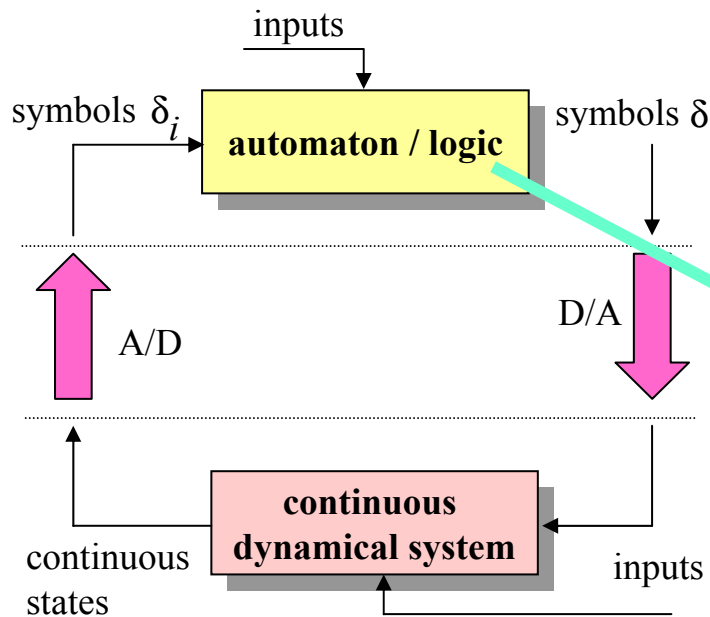 inputs
symbols δi
automaton / logic
symbols δ
A/D
D/A
continuous
dynamical system
continuous
states
inputs